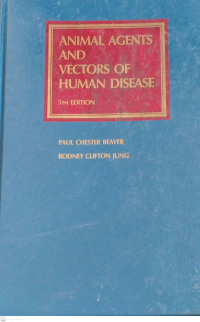 ANIMAL AGENTS
AND
VECTORS OF
HUMAN DISEASE
5TH EDITION
PAUL CHESTER BEAVER
RODNEY CLIFTON JUNG